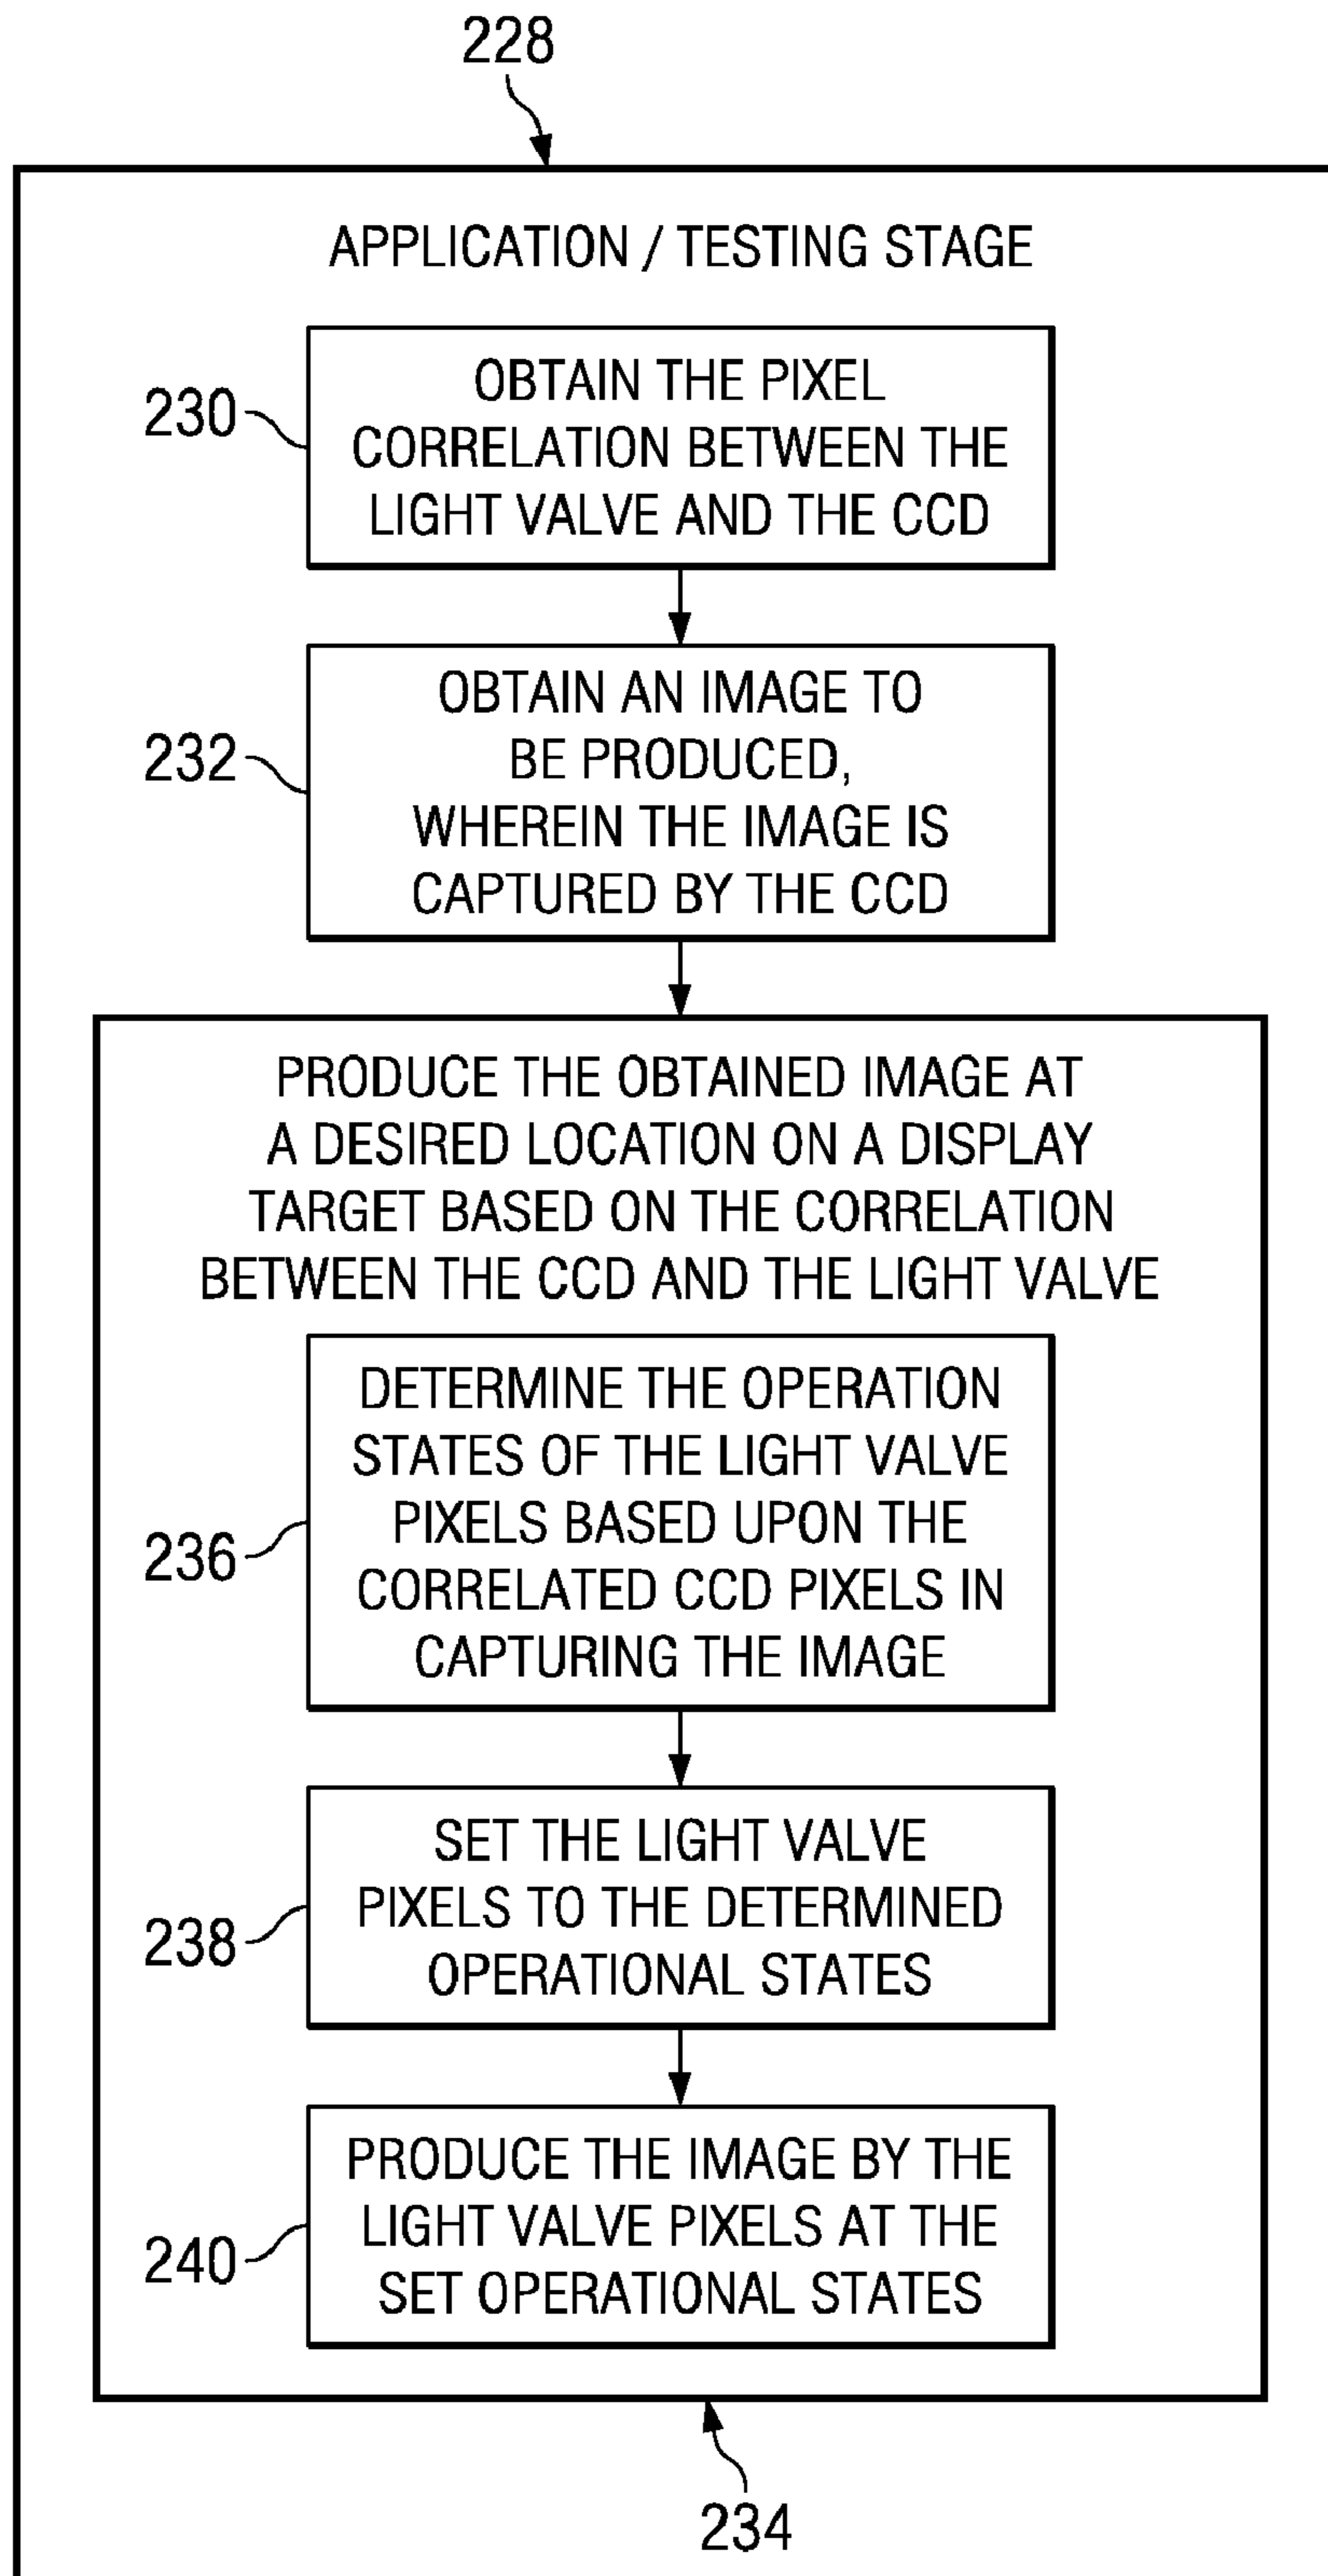 228
APPLICATION / TESTING STAGE
230
OBTAIN THE PIXEL
CORRELATION BETWEEN THE
LIGHT VALVE AND THE CCD
232
OBTAIN AN IMAGE TO
BE PRODUCED,
WHEREIN THE IMAGE IS
CAPTURED BY THE CCD
PRODUCE THE OBTAINED IMAGE AT
A DESIRED LOCATION ON A DISPLAY
TARGET BASED ON THE CORRELATION
BETWEEN THE CCD AND THE LIGHT VALVE
236
DETERMINE THE OPERATION
STATES OF THE LIGHT VALVE
PIXELS BASED UPON THE
CORRELATED CCD PIXELS IN
CAPTURING THE IMAGE
238
SET THE LIGHT VALVE
PIXELS TO THE DETERMINED
OPERATIONAL STATES
240
PRODUCE THE IMAGE BY THE
LIGHT VALVE PIXELS AT THE
SET OPERATIONAL STATES
234